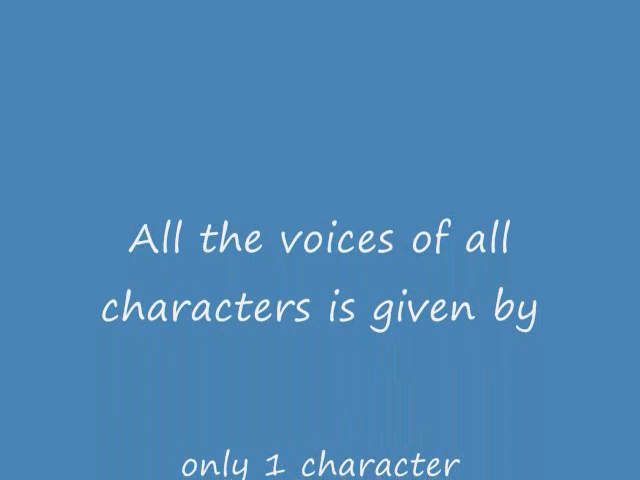 All the voices of all
characters is given by
only 1 character